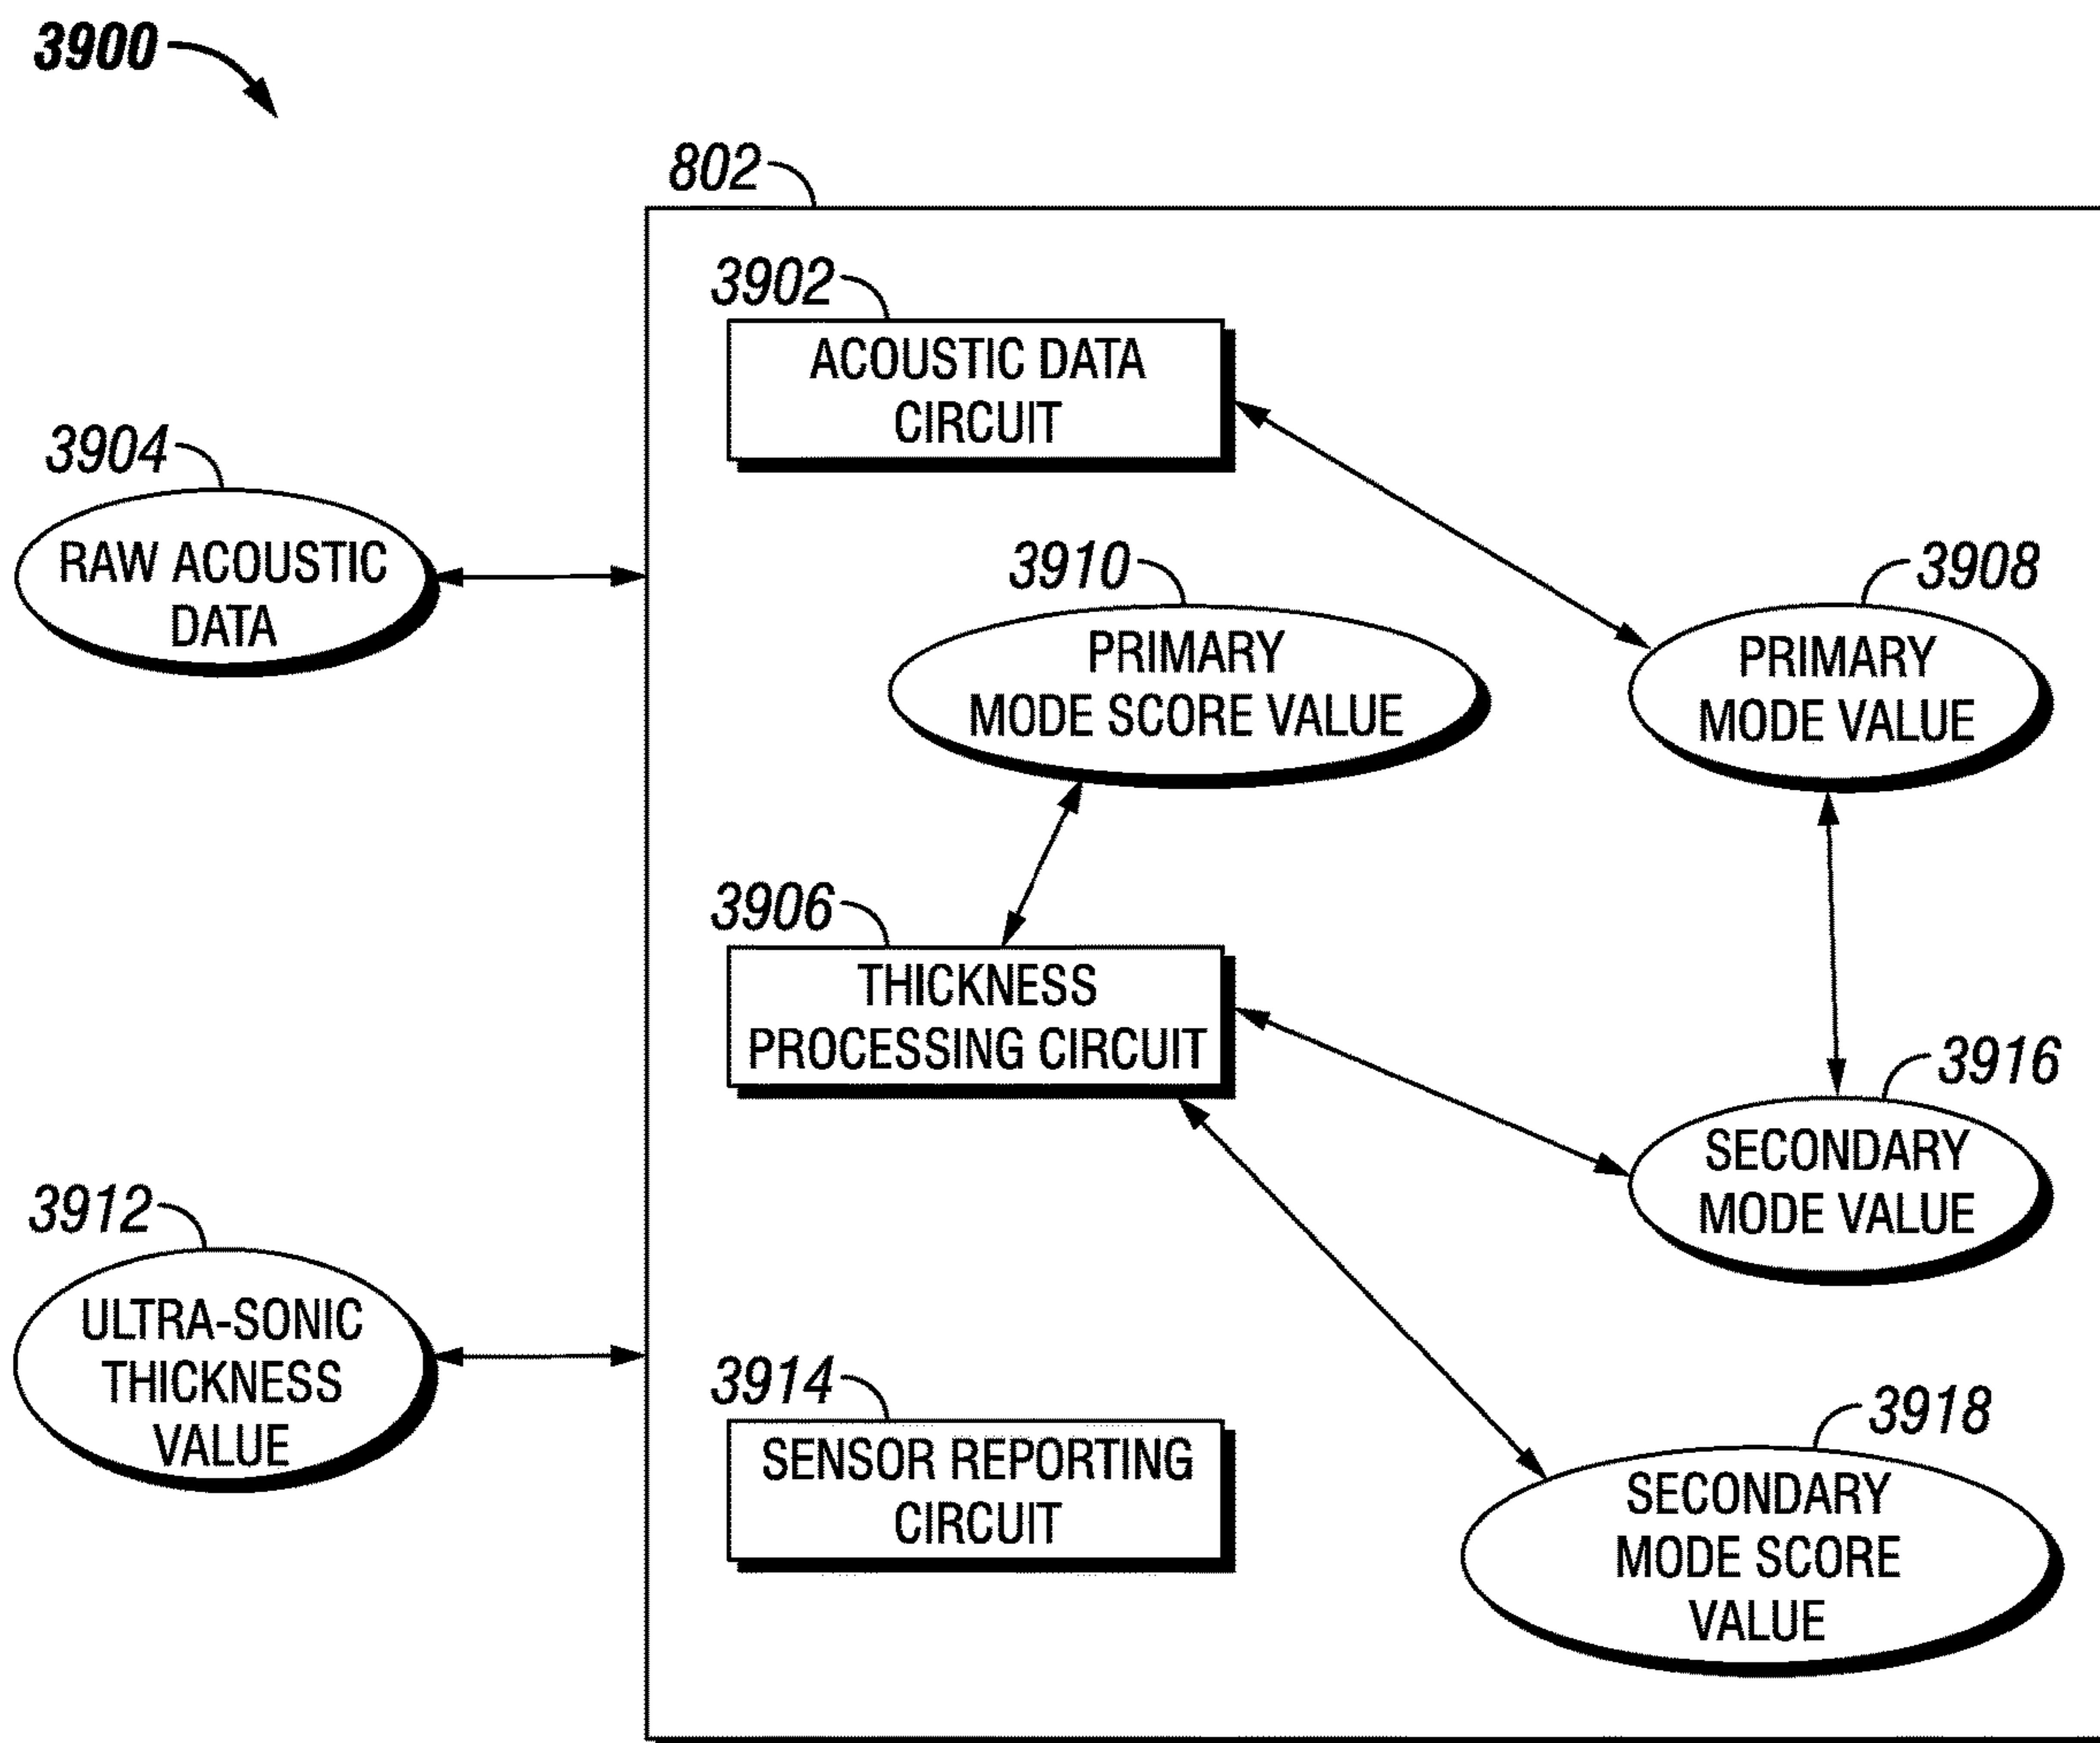 3900
802
3902
ACOUSTIC DATA
CIRCUIT
3904
RAW ACOUSTIC
DATA
3910
PRIMARY
MODE SCORE VALUE
3908
PRIMARY
MODE VALUE
3906
THICKNESS
PROCESSING CIRCUIT
3916
SECONDARY
MODE VALUE
3912
ULTRA-SONIC
THICKNESS
VALUE
3914
SENSOR REPORTING
CIRCUIT
3918
SECONDARY
MODE SCORE
VALUE